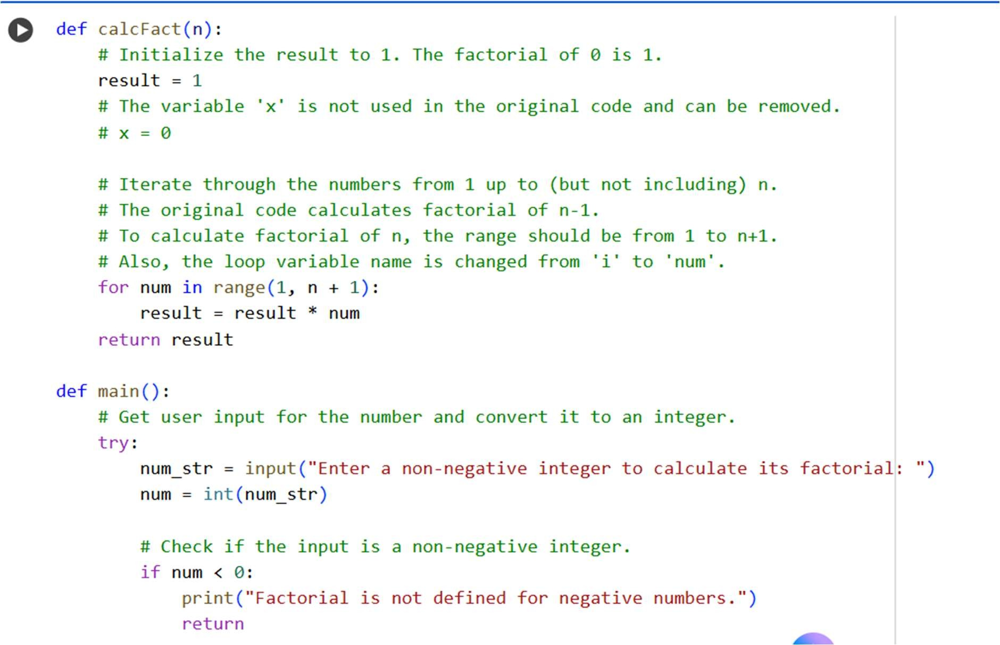 def calcFact(n):
    # Initialize the result to 1. The factorial of 0 is 1.
    result = 1
    # The variable 'x' is not used in the original code and can be removed.
    # x = 0

    # Iterate through the numbers from 1 up to (but not including) n.
    # The original code calculates factorial of n-1.
    # To calculate factorial of n, the range should be from 1 to n+1.
    # Also, the loop variable name is changed from 'i' to 'num'.
    for num in range(1, n + 1):
        result = result * num
    return result

def main():
    # Get user input for the number and convert it to an integer.
    try:
        num_str = input("Enter a non-negative integer to calculate its factorial: ")
        num = int(num_str)

        # Check if the input is a non-negative integer.
        if num < 0:
            print("Factorial is not defined for negative numbers.")
            return